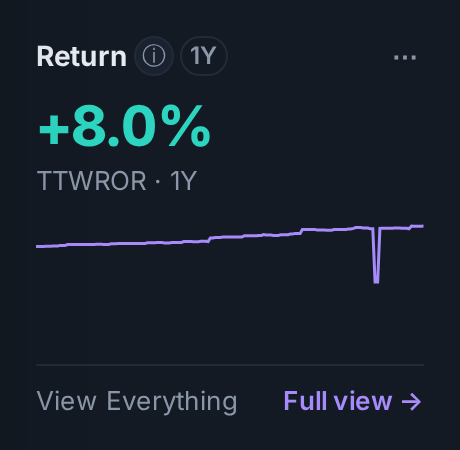 Return ⓘ 1Y ...
+8.0%
TTWROR · 1Y
View Everything Full view →